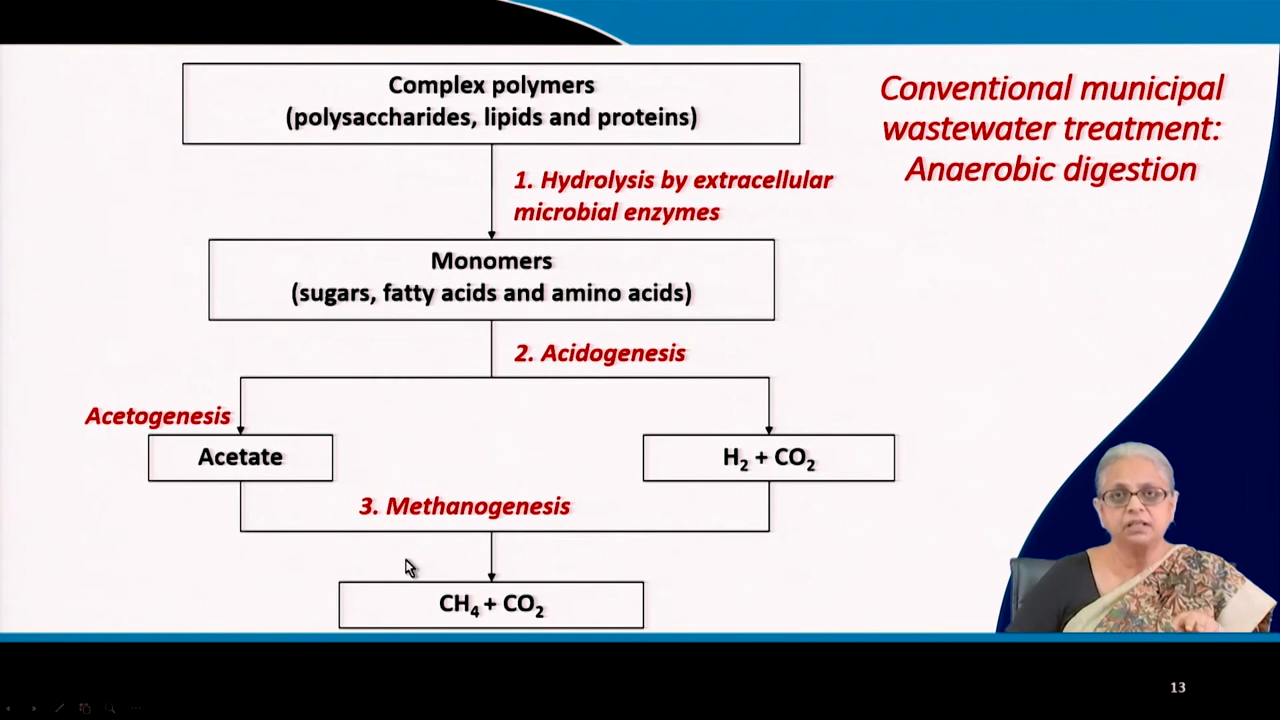 Conventional municipal
wastewater treatment:
Anaerobic digestion
Complex polymers
(polysaccharides, lipids and proteins)
1. Hydrolysis by extracellular
microbial enzymes
Monomers
(sugars, fatty acids and amino acids)
2. Acidogenesis
Acetogenesis
Acetate
H₂ + CO₂
3. Methanogenesis
CH₄ + CO₂
13